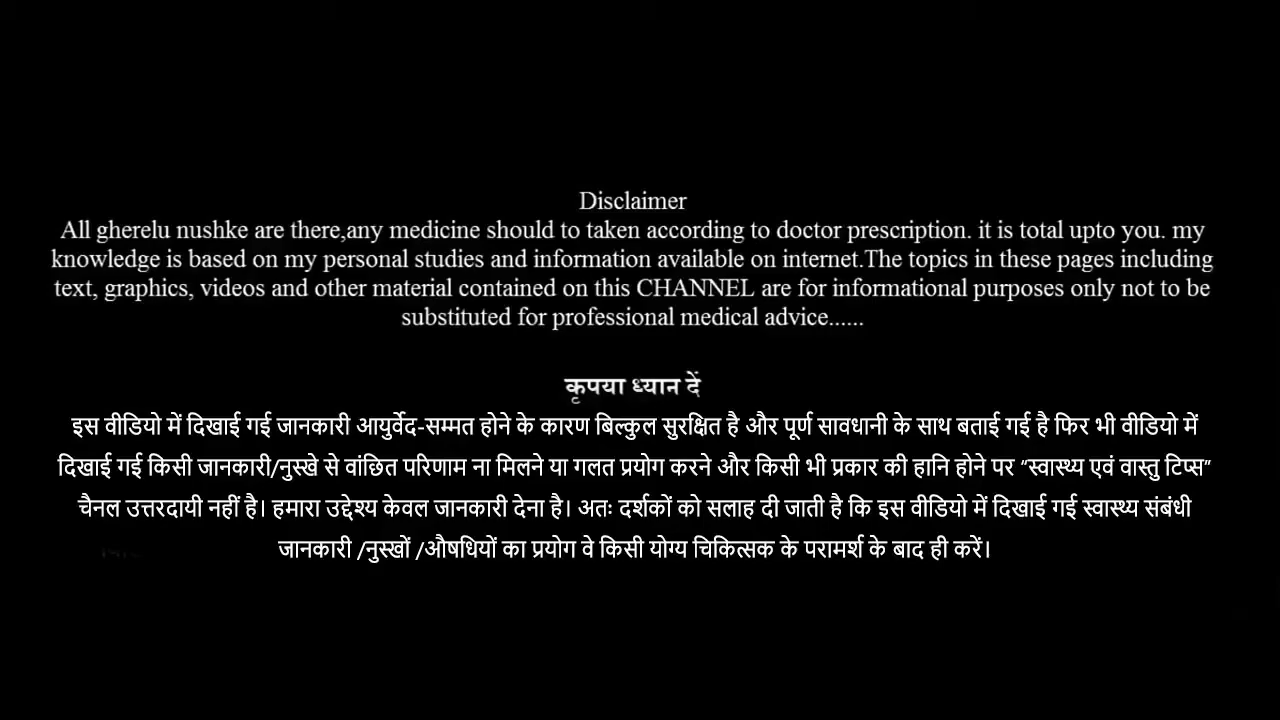 Disclaimer
All gherelu nushke are there,any medicine should to taken according to doctor prescription. it is total upto you. my
knowledge is based on my personal studies and information available on internet.The topics in these pages including
text, graphics, videos and other material contained on this CHANNEL are for informational purposes only not to be
substituted for professional medical advice......
कृपया ध्यान दें
इस वीडियो में दिखाई गई जानकारी आयुर्वेद-सम्मत होने के कारण बिल्कुल सुरक्षित है और पूर्ण सावधानी के साथ बताई गई है फिर भी वीडियो में
दिखाई गई किसी जानकारी/नुस्खे से वांछित परिणाम ना मिलने या गलत प्रयोग करने और किसी भी प्रकार की हानि होने पर “स्वास्थ्य एवं वास्तु टिप्स”
चैनल उत्तरदायी नहीं है। हमारा उद्देश्य केवल जानकारी देना है। अतः दर्शकों को सलाह दी जाती है कि इस वीडियो में दिखाई गई स्वास्थ्य संबंधी
जानकारी /नुस्खों /औषधियों का प्रयोग वे किसी योग्य चिकित्सक के परामर्श के बाद ही करें।